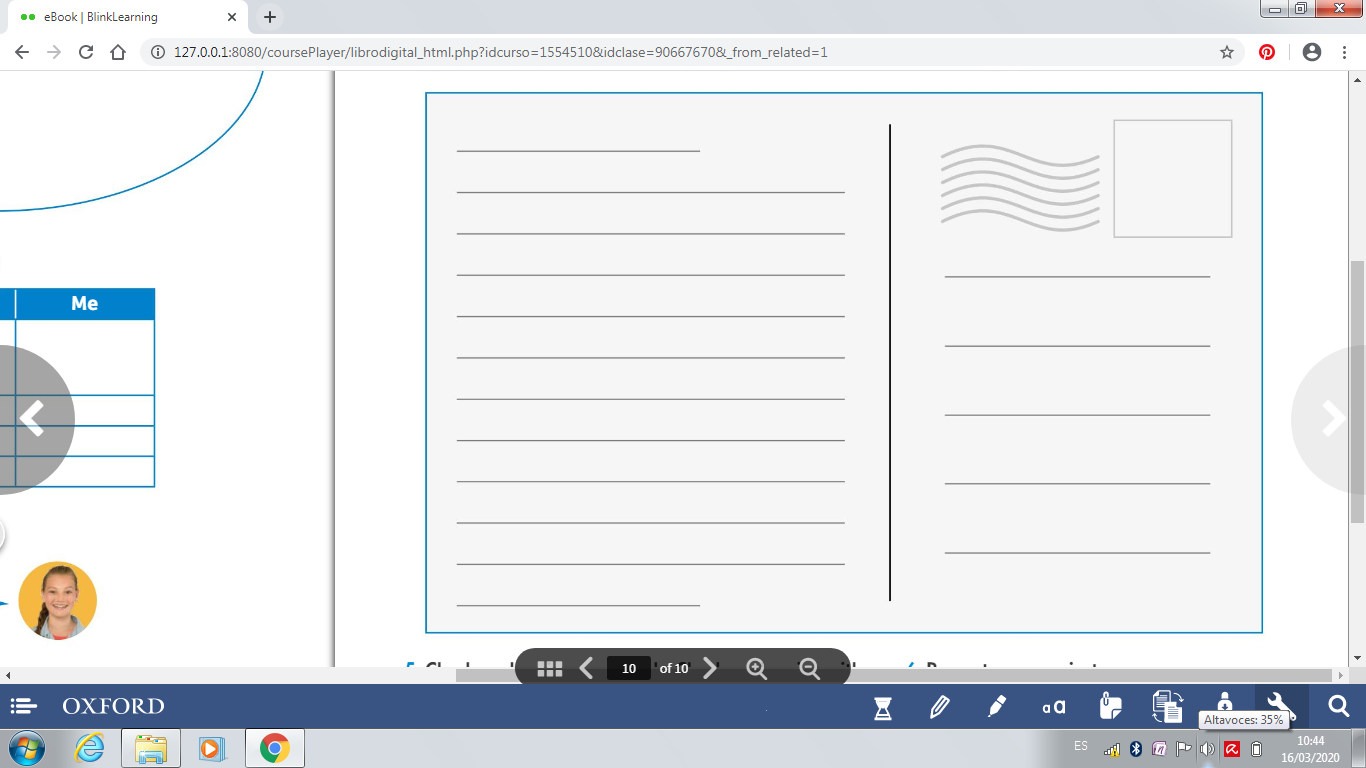 eBook | BlinkLearning
127.0.0.1:8080/coursePlayer/librodigital_html.php?idcurso=1554510&idclase=90667670&_from_related=1
Me
10 of 10
OXFORD
a a
Altavoces: 35%
ES
10:44
16/03/2020